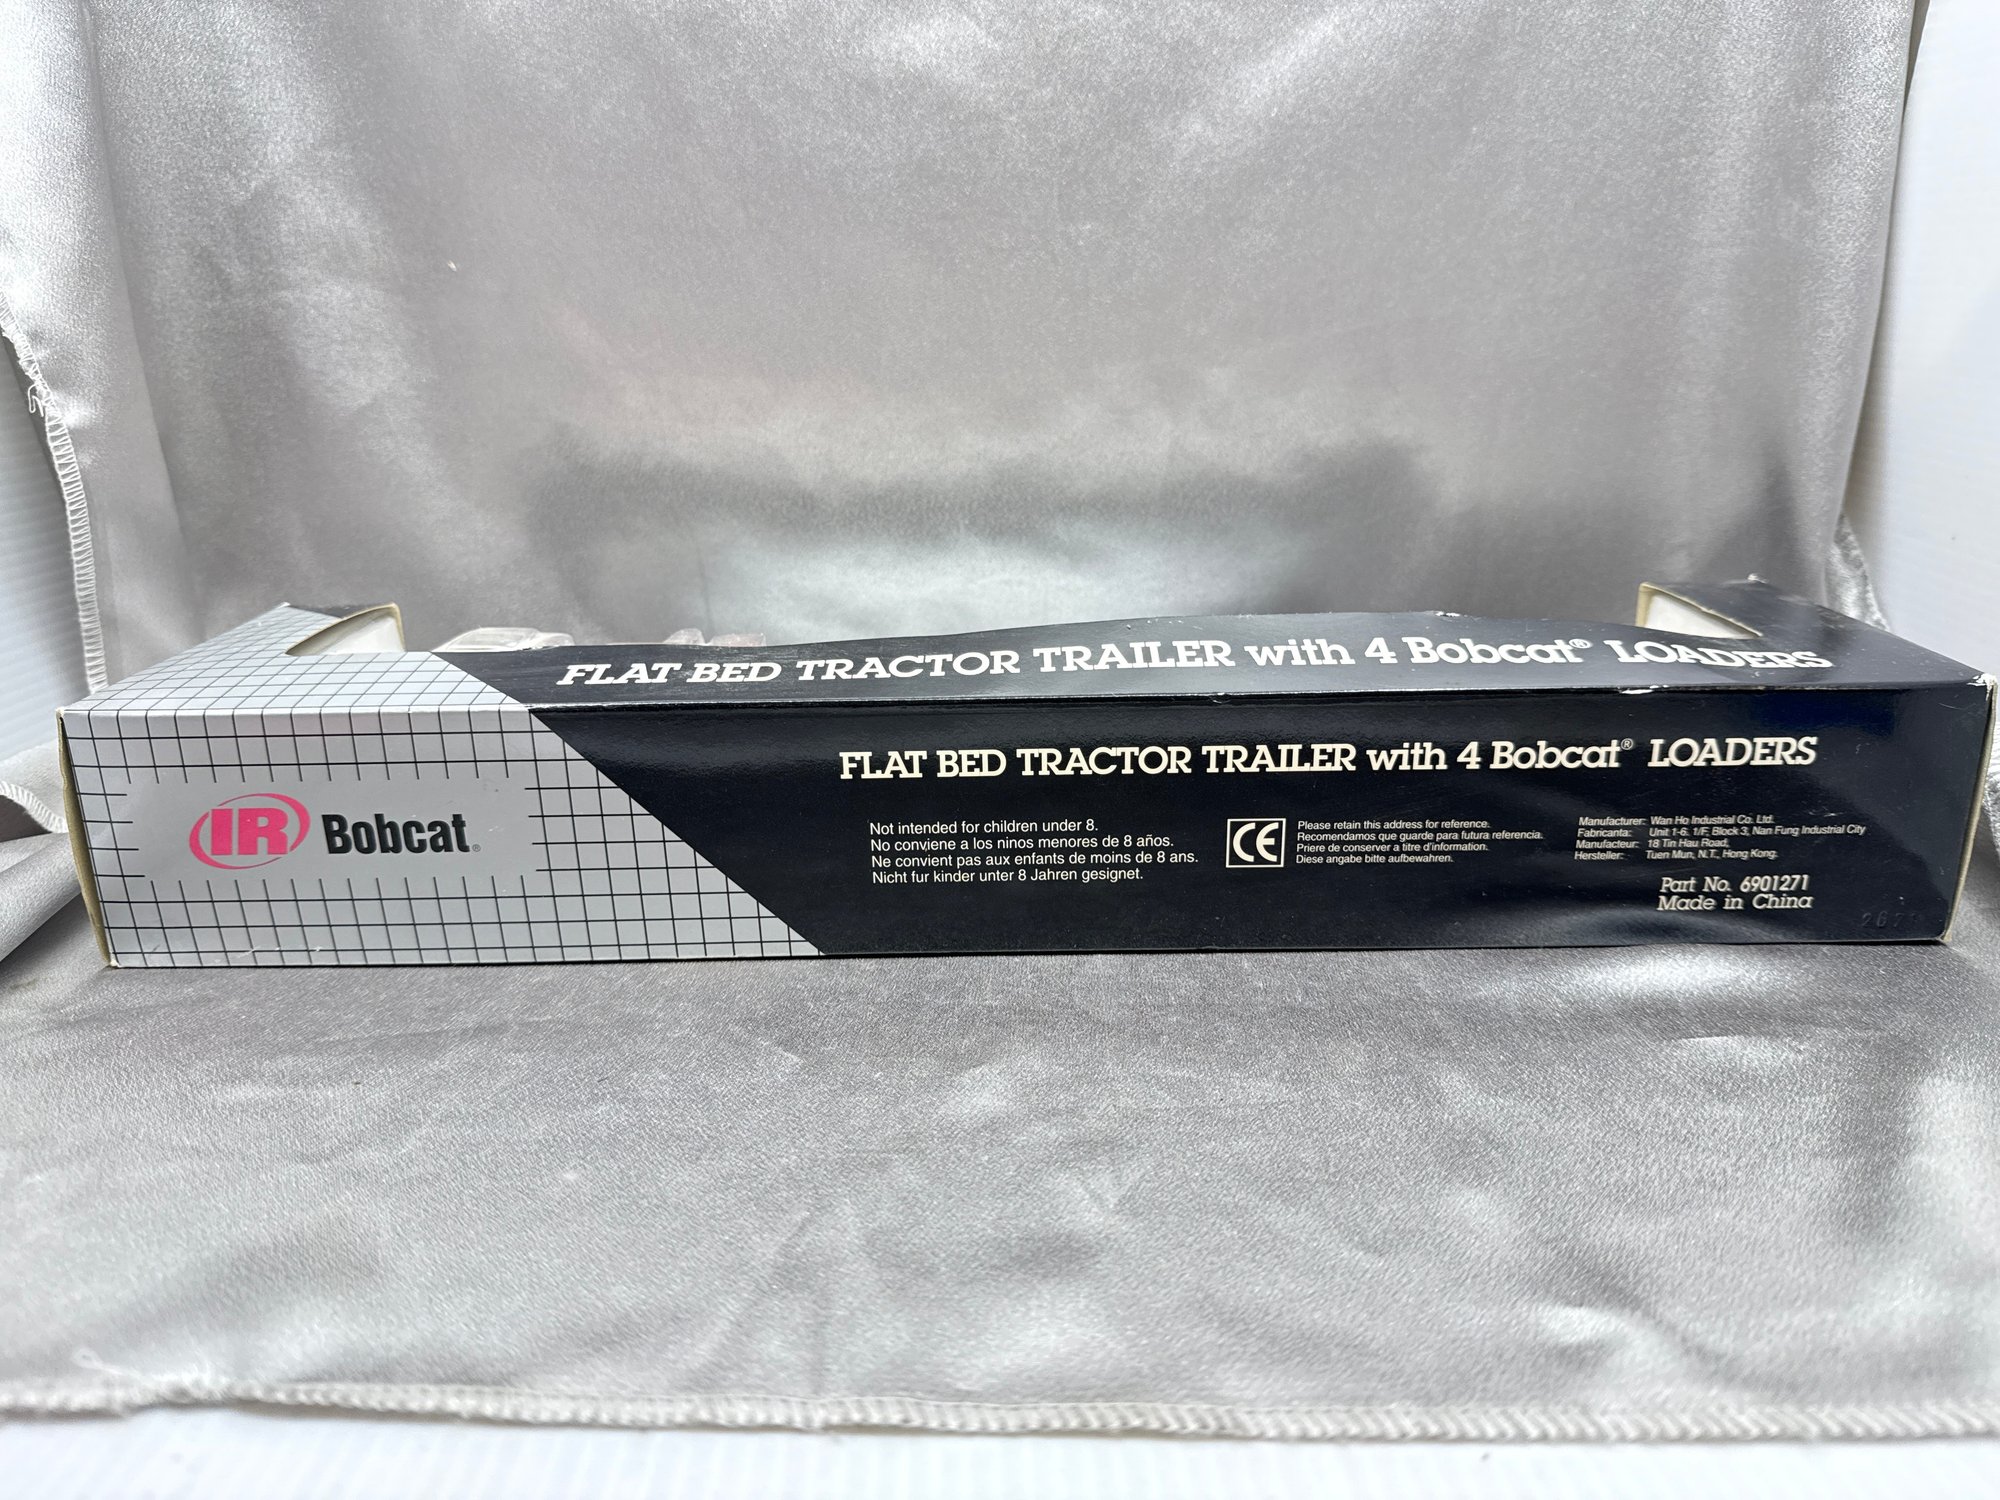 FLAT BED TRACTOR TRAILER with 4 Bobcat® LOADERS
FLAT BED TRACTOR TRAILER with 4 Bobcat® LOADERS
IR Bobcat®
Not intended for children under 8.
No conviene a los ninos menores de 8 años.
Ne convient pas aux enfants de moins de 8 ans.
Nicht fur kinder unter 8 Jahren gesignet.
CE
Please retain this address for reference.
Recomendamos que guarde para futura referencia.
Priere de conserver a titre d'information.
Diese angabe bitte aufbewahren.
Manufacturer: Wan Ho Industrial Co. Ltd.
Fabricanta: Unit 1-6. 1/F, Block 3, Nan Fung Industrial City
Manufacteur: 18 Tin Hau Road,
Hersteller: Tuen Mun, N.T., Hong Kong.
Part No. 6901271
Made in China